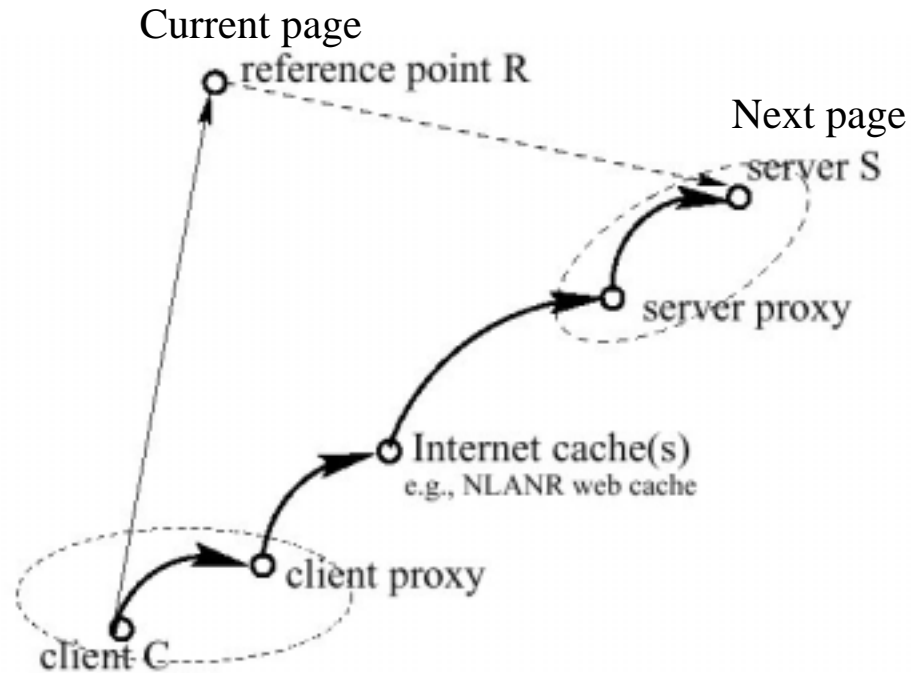 Current page
reference point R
Next page
server S
server proxy
Internet cache(s)
e.g., NLANR web cache
client proxy
client C